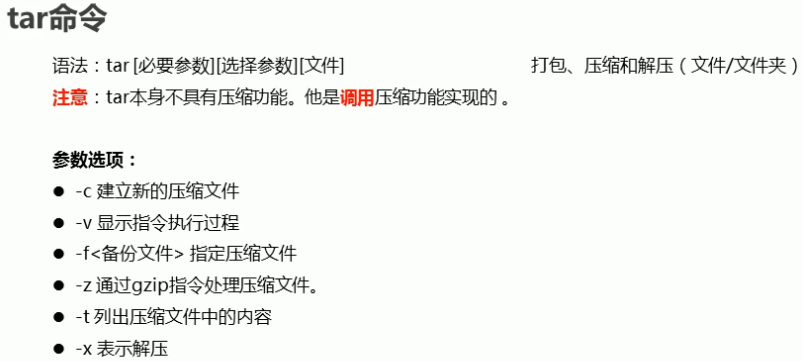 tar命令
语法：tar [必要参数][选择参数][文件] 打包、压缩和解压（文件/文件夹）
注意：tar本身不具有压缩功能。他是调用压缩功能实现的 。
参数选项：
● -c 建立新的压缩文件
● -v 显示指令执行过程
● -f<备份文件> 指定压缩文件
● -z 通过gzip指令处理压缩文件。
● -t 列出压缩文件中的内容
● -x 表示解压